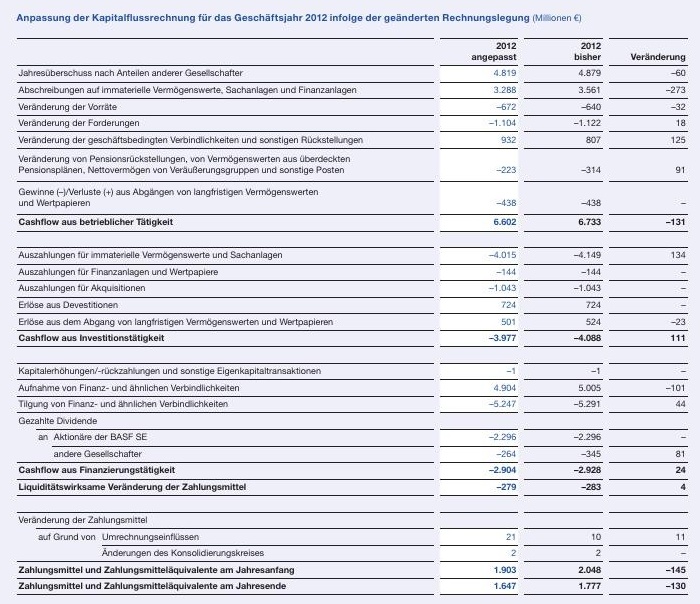 Anpassung der Kapitalflussrechnung für das Geschäftsjahr 2012 infolge der geänderten Rechnungslegung (Millionen €)
2012 angepasst 2012 bisher Veränderung
Jahresüberschuss nach Anteilen anderer Gesellschafter 4.819 4.879 –60
Abschreibungen auf immaterielle Vermögenswerte, Sachanlagen und Finanzanlagen 3.288 3.561 –273
Veränderung der Vorräte –672 –640 –32
Veränderung der Forderungen –1.104 –1.122 18
Veränderung der geschäftsbedingten Verbindlichkeiten und sonstigen Rückstellungen 932 807 125
Veränderung von Pensionsrückstellungen, von Vermögenswerten aus überdeckten
Pensionsplänen, Nettovermögen von Veräußerungsgruppen und sonstige Posten –223 –314 91
Gewinne (–)/Verluste (+) aus Abgängen von langfristigen Vermögenswerten
und Wertpapieren –438 –438 –
Cashflow aus betrieblicher Tätigkeit 6.602 6.733 –131
Auszahlungen für immaterielle Vermögenswerte und Sachanlagen –4.015 –4.149 134
Auszahlungen für Finanzanlagen und Wertpapiere –144 –144 –
Auszahlungen für Akquisitionen –1.043 –1.043 –
Erlöse aus Devestitionen 724 724 –
Erlöse aus dem Abgang von langfristigen Vermögenswerten und Wertpapieren 501 524 –23
Cashflow aus Investitionstätigkeit –3.977 –4.088 111
Kapitalerhöhungen/-rückzahlungen und sonstige Eigenkapitaltransaktionen –1 –1 –
Aufnahme von Finanz- und ähnlichen Verbindlichkeiten 4.904 5.005 –101
Tilgung von Finanz- und ähnlichen Verbindlichkeiten –5.247 –5.291 44
Gezahlte Dividende
an Aktionäre der BASF SE –2.296 –2.296 –
andere Gesellschafter –264 –345 81
Cashflow aus Finanzierungstätigkeit –2.904 –2.928 24
Liquiditätswirksame Veränderung der Zahlungsmittel –279 –283 4
Veränderung der Zahlungsmittel
auf Grund von Umrechnungseinflüssen 21 10 11
Änderungen des Konsolidierungskreises 2 2 –
Zahlungsmittel und Zahlungsmitteläquivalente am Jahresanfang 1.903 2.048 –145
Zahlungsmittel und Zahlungsmitteläquivalente am Jahresende 1.647 1.777 –130